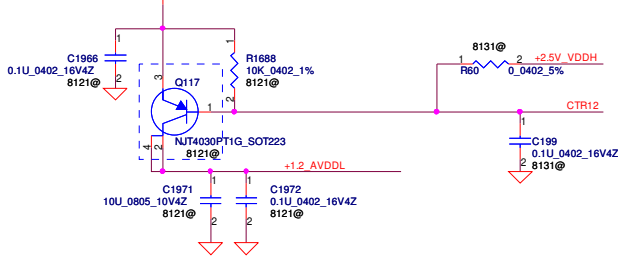 1
C1966
0.1U_0402_16V4Z
2
8121@
3
Q117
1
R1688
10K_0402_1%
8121@
2
1
NJT4030PT1G_SOT223
8121@
4
2
8131@
1
2
+2.5V_VDDH
R60
0_0402_5%
CTR12
1
C199
0.1U_0402_16V4Z
8131@
2
+1.2_AVDDL
1
C1971
10U_0805_10V4Z
8121@
2
1
C1972
0.1U_0402_16V4Z
8121@
2